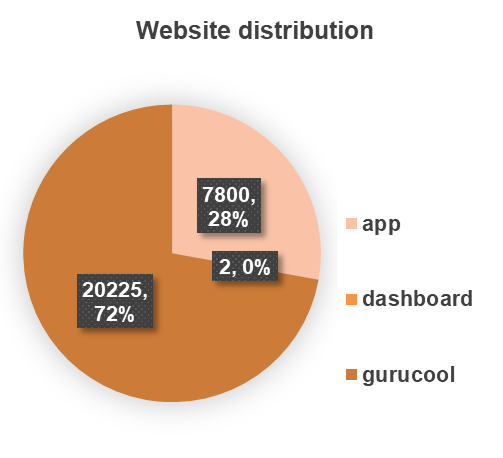 Website distribution
7800,
28%
2, 0%
20225,
72%
app
dashboard
gurucool